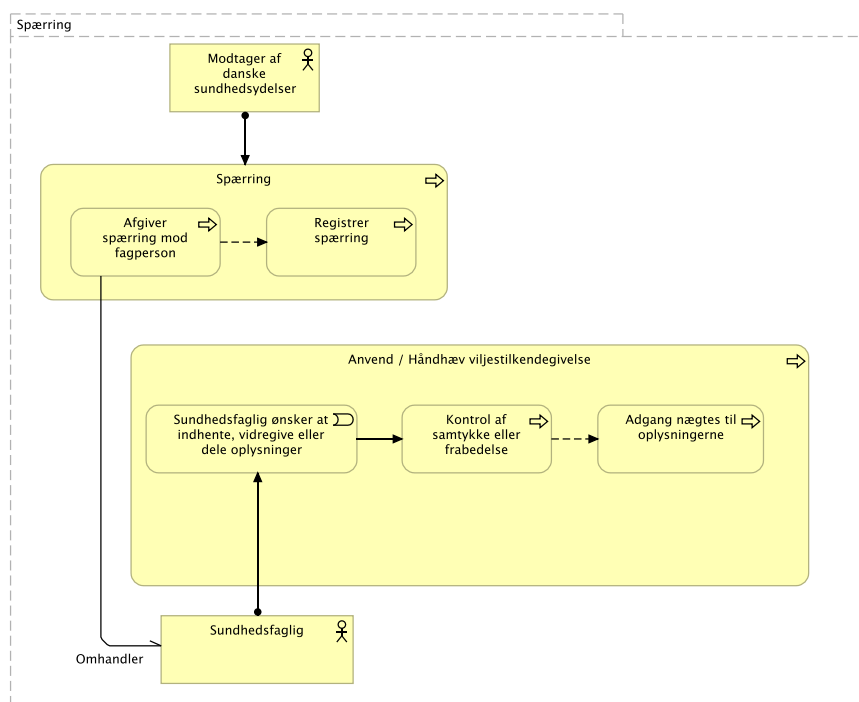 Spærring
Modtager af
danske
sundhedsydelser
Spærring
Afgiver
spærring mod
fagperson
Registrer
spærring
Anvend / Håndhæv viljestilkendegivelse
Sundhedsfaglig ønsker at
indhente, vidregive eller
dele oplysninger
Kontrol af
samtykke eller
frabedelse
Adgang nægtes til
oplysningerne
Sundhedsfaglig
Omhandler